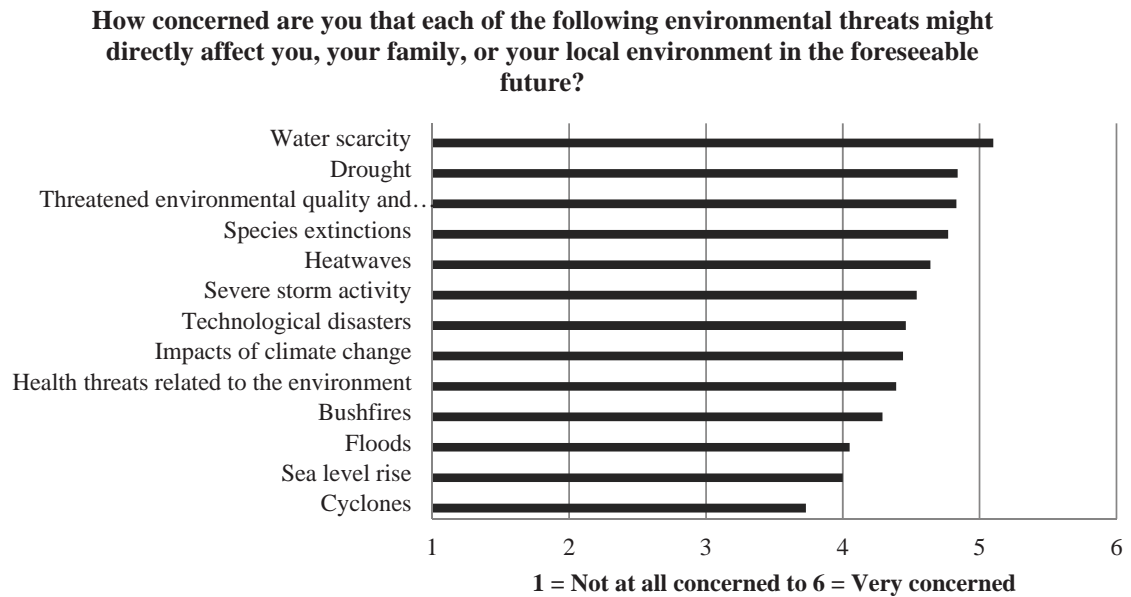 How concerned are you that each of the following environmental threats might
directly affect you, your family, or your local environment in the foreseeable
future?
Water scarcity
Drought
Threatened environmental quality and…
Species extinctions
Heatwaves
Severe storm activity
Technological disasters
Impacts of climate change
Health threats related to the environment
Bushfires
Floods
Sea level rise
Cyclones
1 2 3 4 5 6
1 = Not at all concerned to 6 = Very concerned